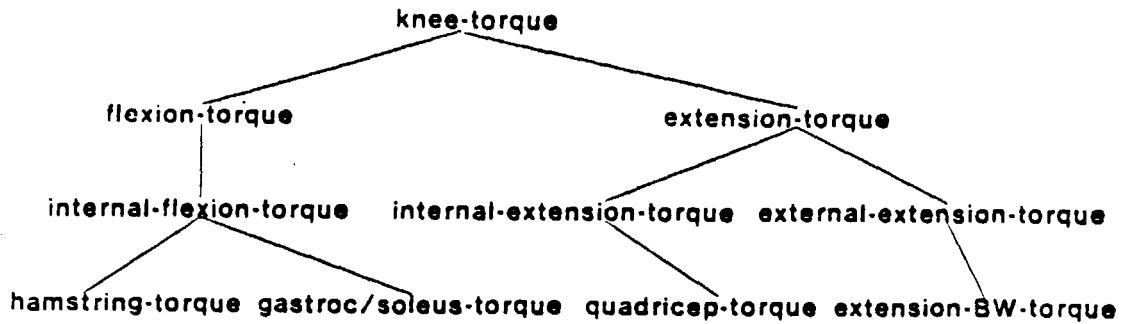 knee-torque
flexion-torque extension-torque
internal-flexion-torque internal-extension-torque external-extension-torque
hamstring-torque gastroc/soleus-torque quadricep-torque extension-BW-torque